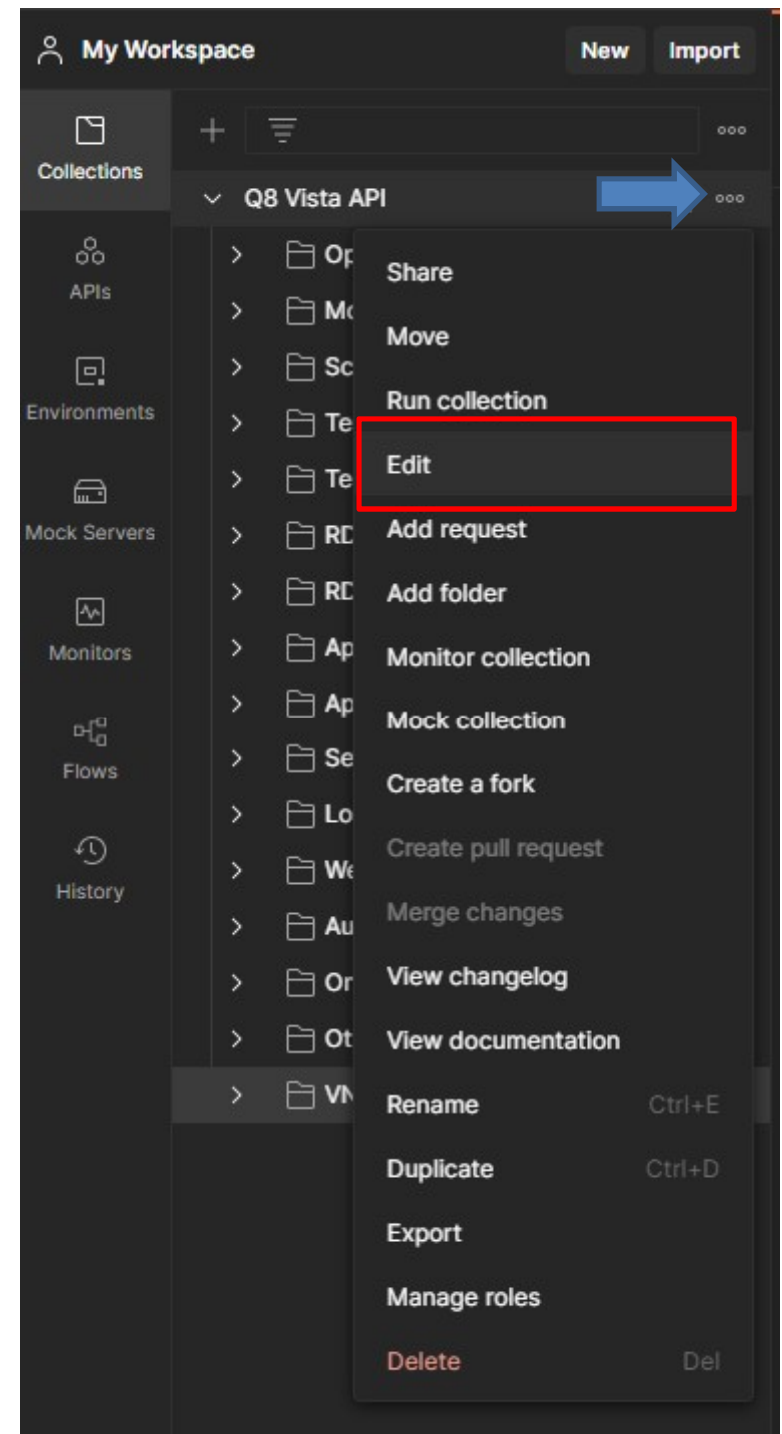 My Workspace New Import
Collections
Q8 Vista API
APIs
Environments
Mock Servers
Monitors
Flows
History
Share
Move
Run collection
Edit
Add request
Add folder
Monitor collection
Mock collection
Create a fork
Create pull request
Merge changes
View changelog
View documentation
Rename Ctrl+E
Duplicate Ctrl+D
Export
Manage roles
Delete Del